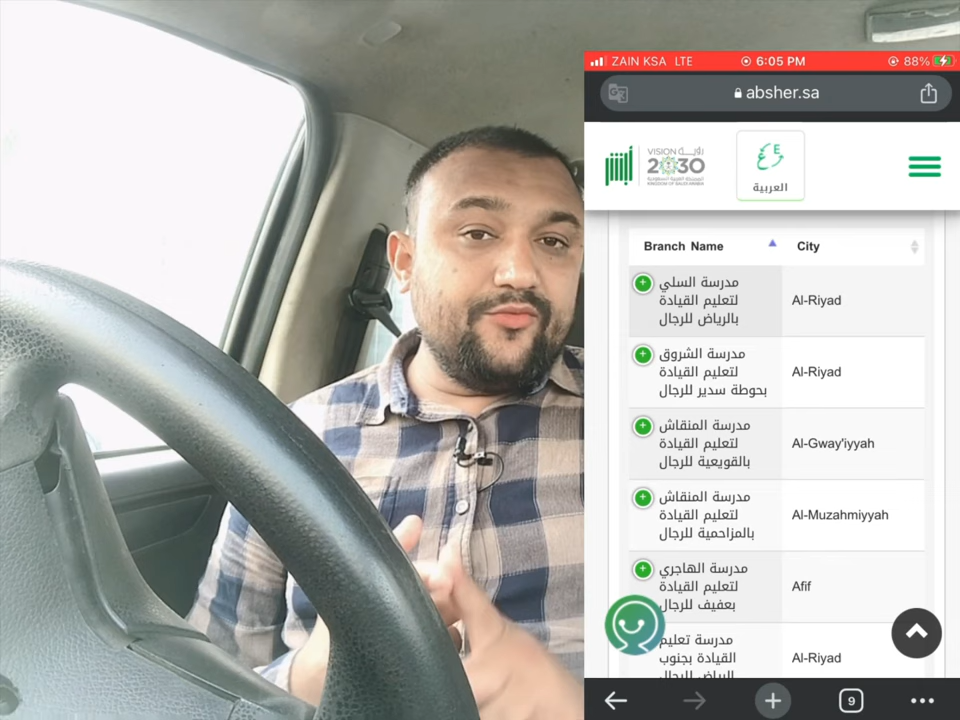 ZAIN KSA LTE 6:05 PM 88%
absher.sa
أبشر
VISION رؤية
2030
المملكة العربية السعودية
KINGDOM OF SAUDI ARABIA
E ع
العربية
Branch Name City
مدرسة السلي
لتعليم القيادة
بالرياض للرجال
Al-Riyad
مدرسة الشروق
لتعليم القيادة
بحوطة سدير للرجال
Al-Riyad
مدرسة المنقاش
لتعليم القيادة
بالقويعية للرجال
Al-Gway'iyyah
مدرسة المنقاش
لتعليم القيادة
بالمزاحمية للرجال
Al-Muzahmiyyah
مدرسة الهاجري
لتعليم القيادة
بعفيف للرجال
Afif
مدرسة تعليم
القيادة بجنوب
الرياض للرجال
Al-Riyad
9